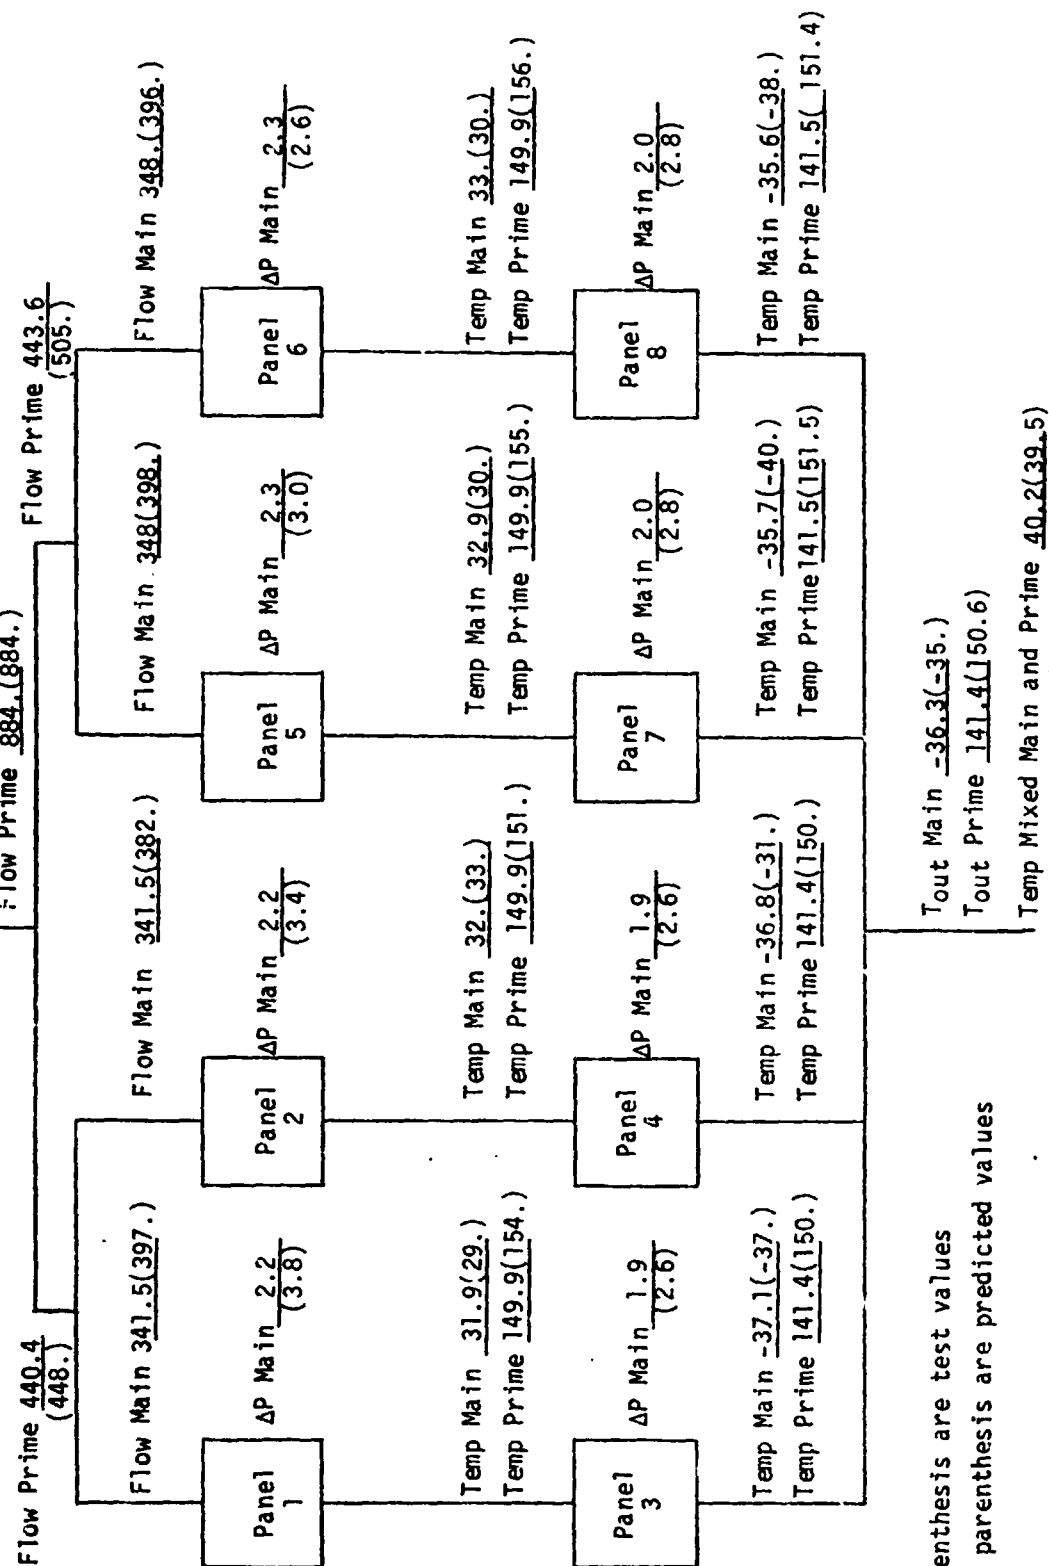 Flow Prime 884.(884.)
Flow Prime 440.4
(448.)
Flow Prime 443.6
(505.)
Flow Main 341.5(397.)
Flow Main 341.5(382.)
Flow Main 348(398.)
Flow Main 348.(396.)
Panel
1
ΔP Main 2.2
(3.8)
Panel
2
ΔP Main 2.2
(3.4)
Panel
5
ΔP Main 2.3
(3.0)
Panel
6
ΔP Main 2.3
(2.6)
Temp Main 31.9(29.)
Temp Prime 149.9(154.)
Temp Main 32.(33.)
Temp Prime 149.9(151.)
Temp Main 32.9(30.)
Temp Prime 149.9(155.)
Temp Main 33.(30.)
Temp Prime 149.9(156.)
Panel
3
ΔP Main 1.9
(2.6)
Panel
4
ΔP Main 1.9
(2.6)
Panel
7
ΔP Main 2.0
(2.8)
Panel
8
ΔP Main 2.0
(2.8)
Temp Main -37.1(-37.)
Temp Prime 141.4(150.)
Temp Main -36.8(-31.)
Temp Prime 141.4(150.)
Temp Main -35.7(-40.)
Temp Prime 141.5(151.5)
Temp Main -35.6(-38.)
Temp Prime 141.5(151.4)
Tout Main -36.3(-35.)
Tout Prime 141.4(150.6)
Temp Mixed Main and Prime 40.2(39.5)
enthesis are test values
parenthesis are predicted values